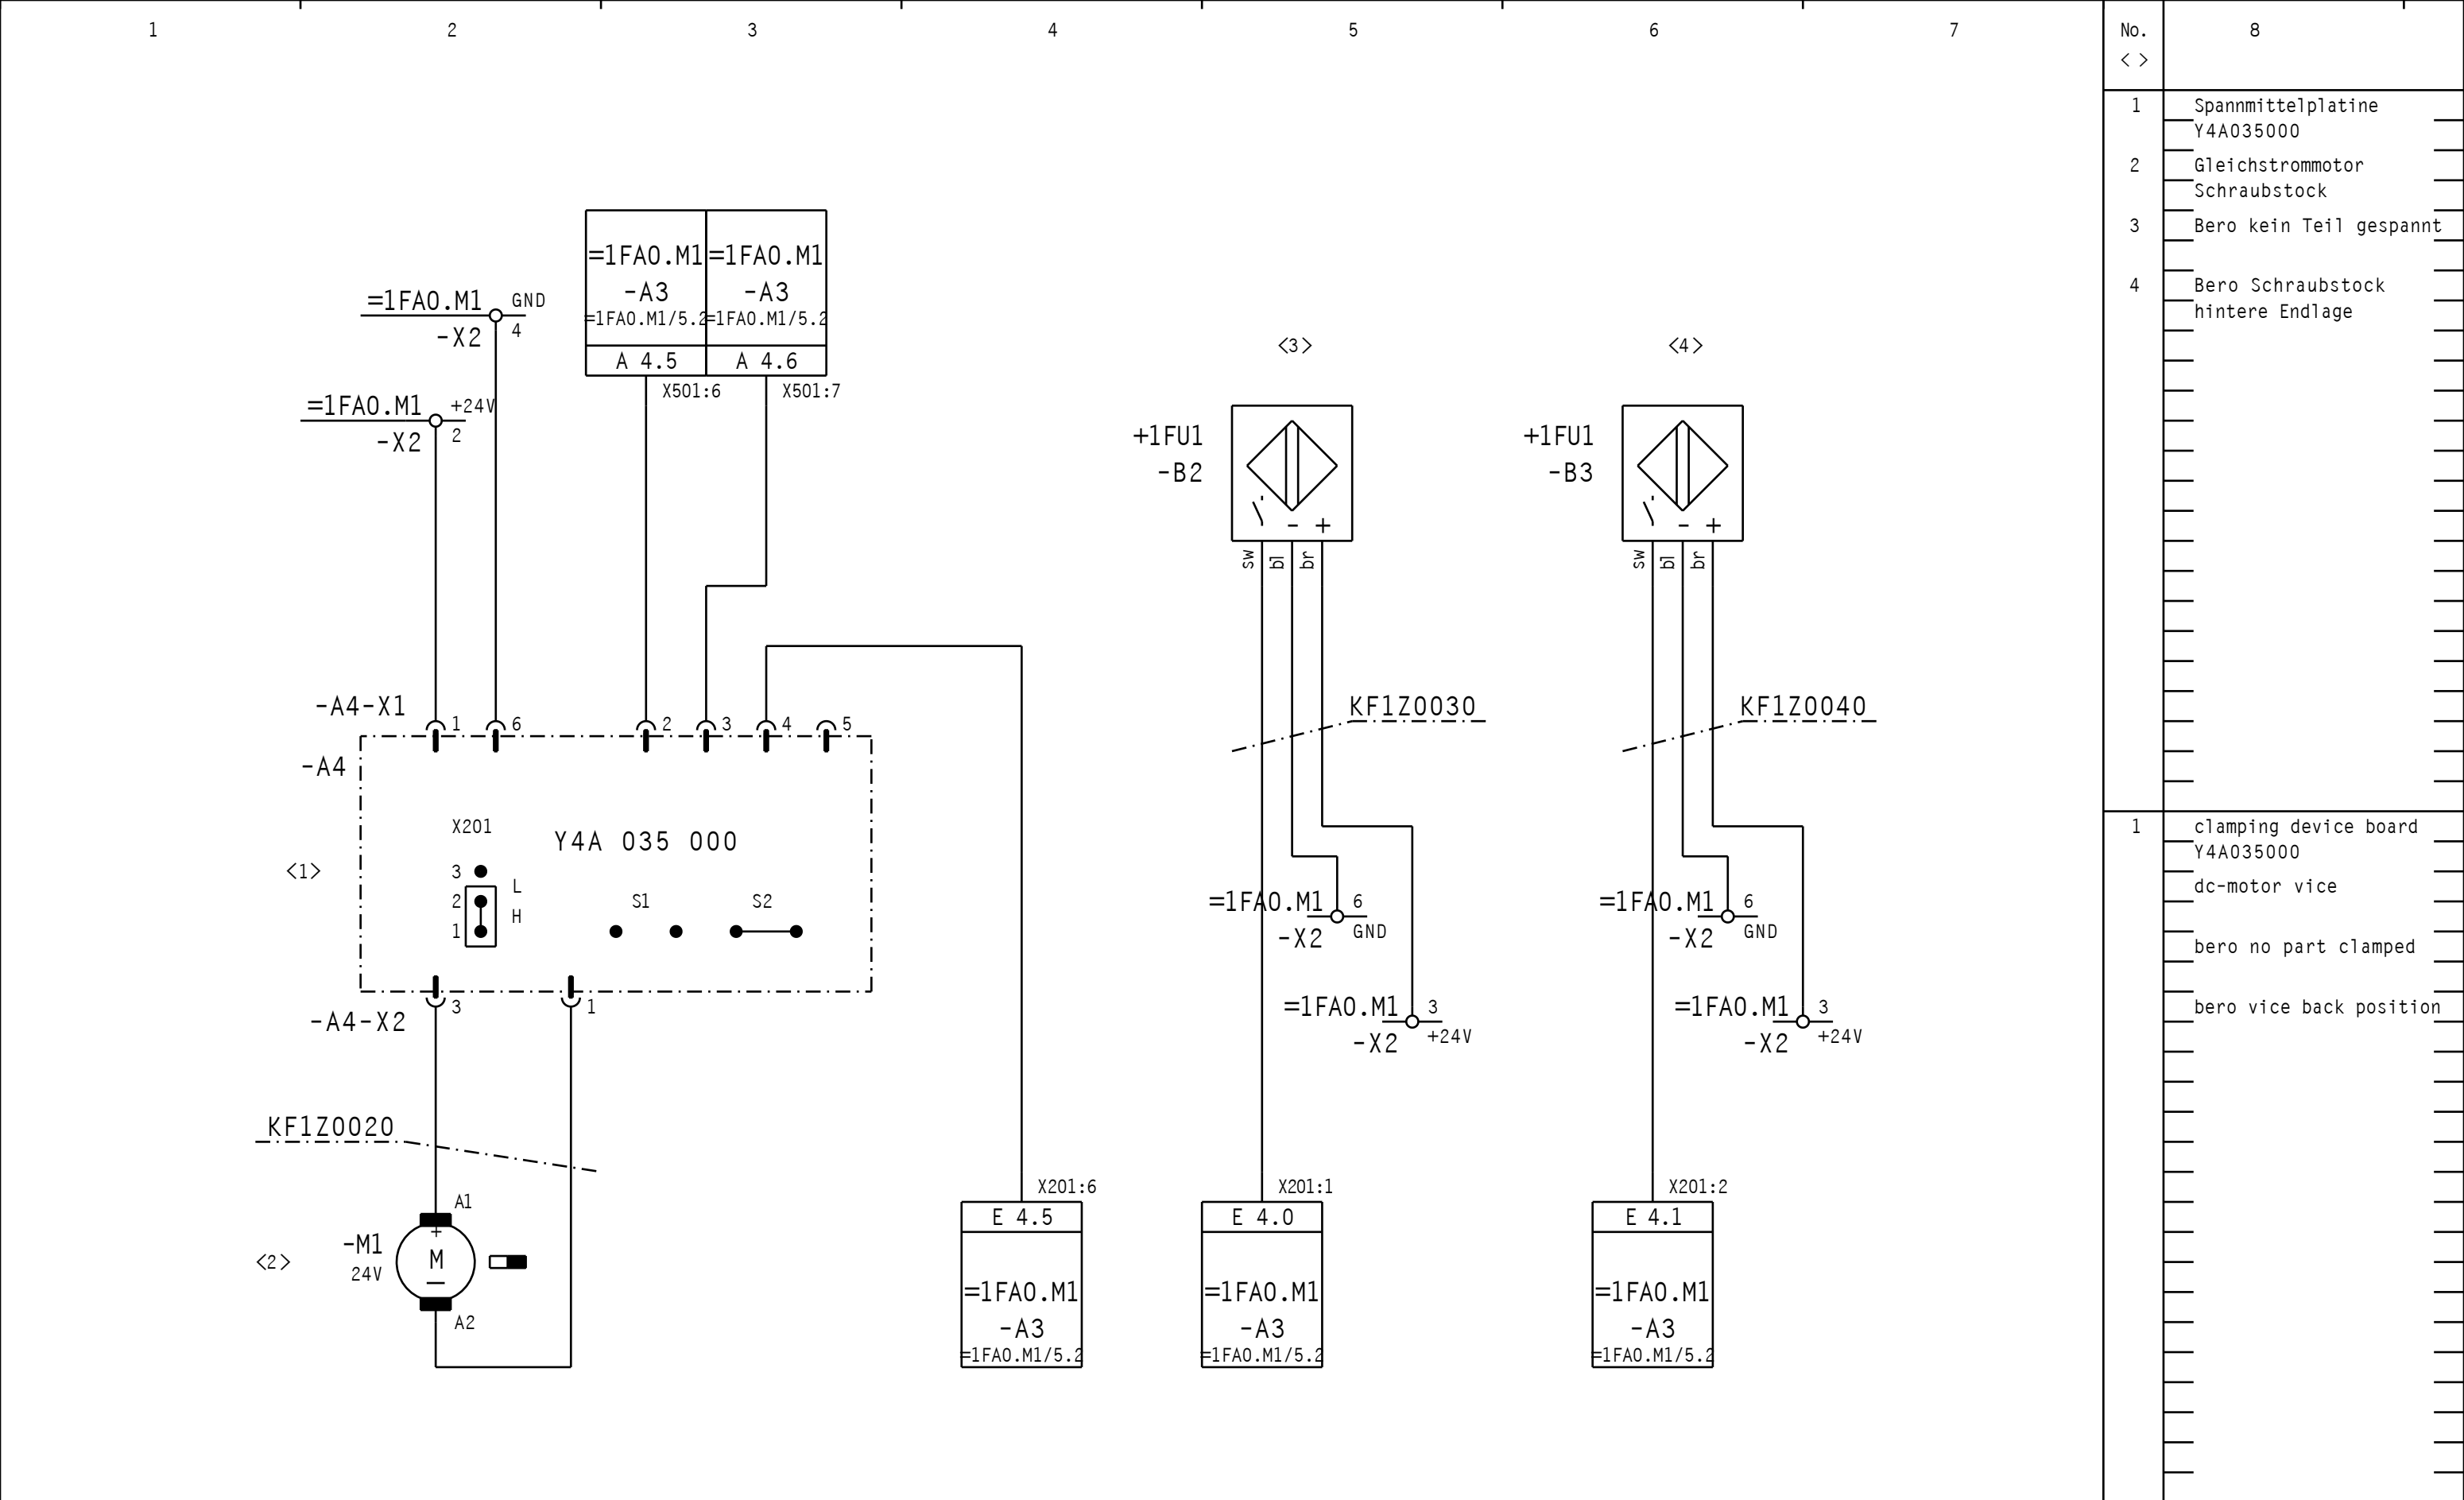 1 2 3 4 5 6 7 No. 8
< >
1 Spannmittelplatine
Y4A035000
2 Gleichstrommotor
Schraubstock
3 Bero kein Teil gespannt
4 Bero Schraubstock
hintere Endlage
1 clamping device board
Y4A035000
dc-motor vice
bero no part clamped
bero vice back position
=1FA0.M1 =1FA0.M1
-A3 -A3
=1FA0.M1/5.2 =1FA0.M1/5.2
A 4.5 A 4.6
X501:6 X501:7
=1FA0.M1 GND
-X2 4
=1FA0.M1 +24V
-X2 2
-A4-X1 1 6 2 3 4 5
-A4
X201
Y4A 035 000
<1>
3
2 L
H
1
S1 S2
3 1
-A4-X2
KF1Z0020
A1
+
-M1 M
24V
<2>
A2
X201:6
E 4.5
=1FA0.M1
-A3
=1FA0.M1/5.2
<3>
+1FU1
-B2
- +
sw bl br
KF1Z0030
=1FA0.M1 6
-X2 GND
=1FA0.M1 3
-X2 +24V
X201:1
E 4.0
=1FA0.M1
-A3
=1FA0.M1/5.2
<4>
+1FU1
-B3
- +
sw bl br
KF1Z0040
=1FA0.M1 6
-X2 GND
=1FA0.M1 3
-X2 +24V
X201:2
E 4.1
=1FA0.M1
-A3
=1FA0.M1/5.2